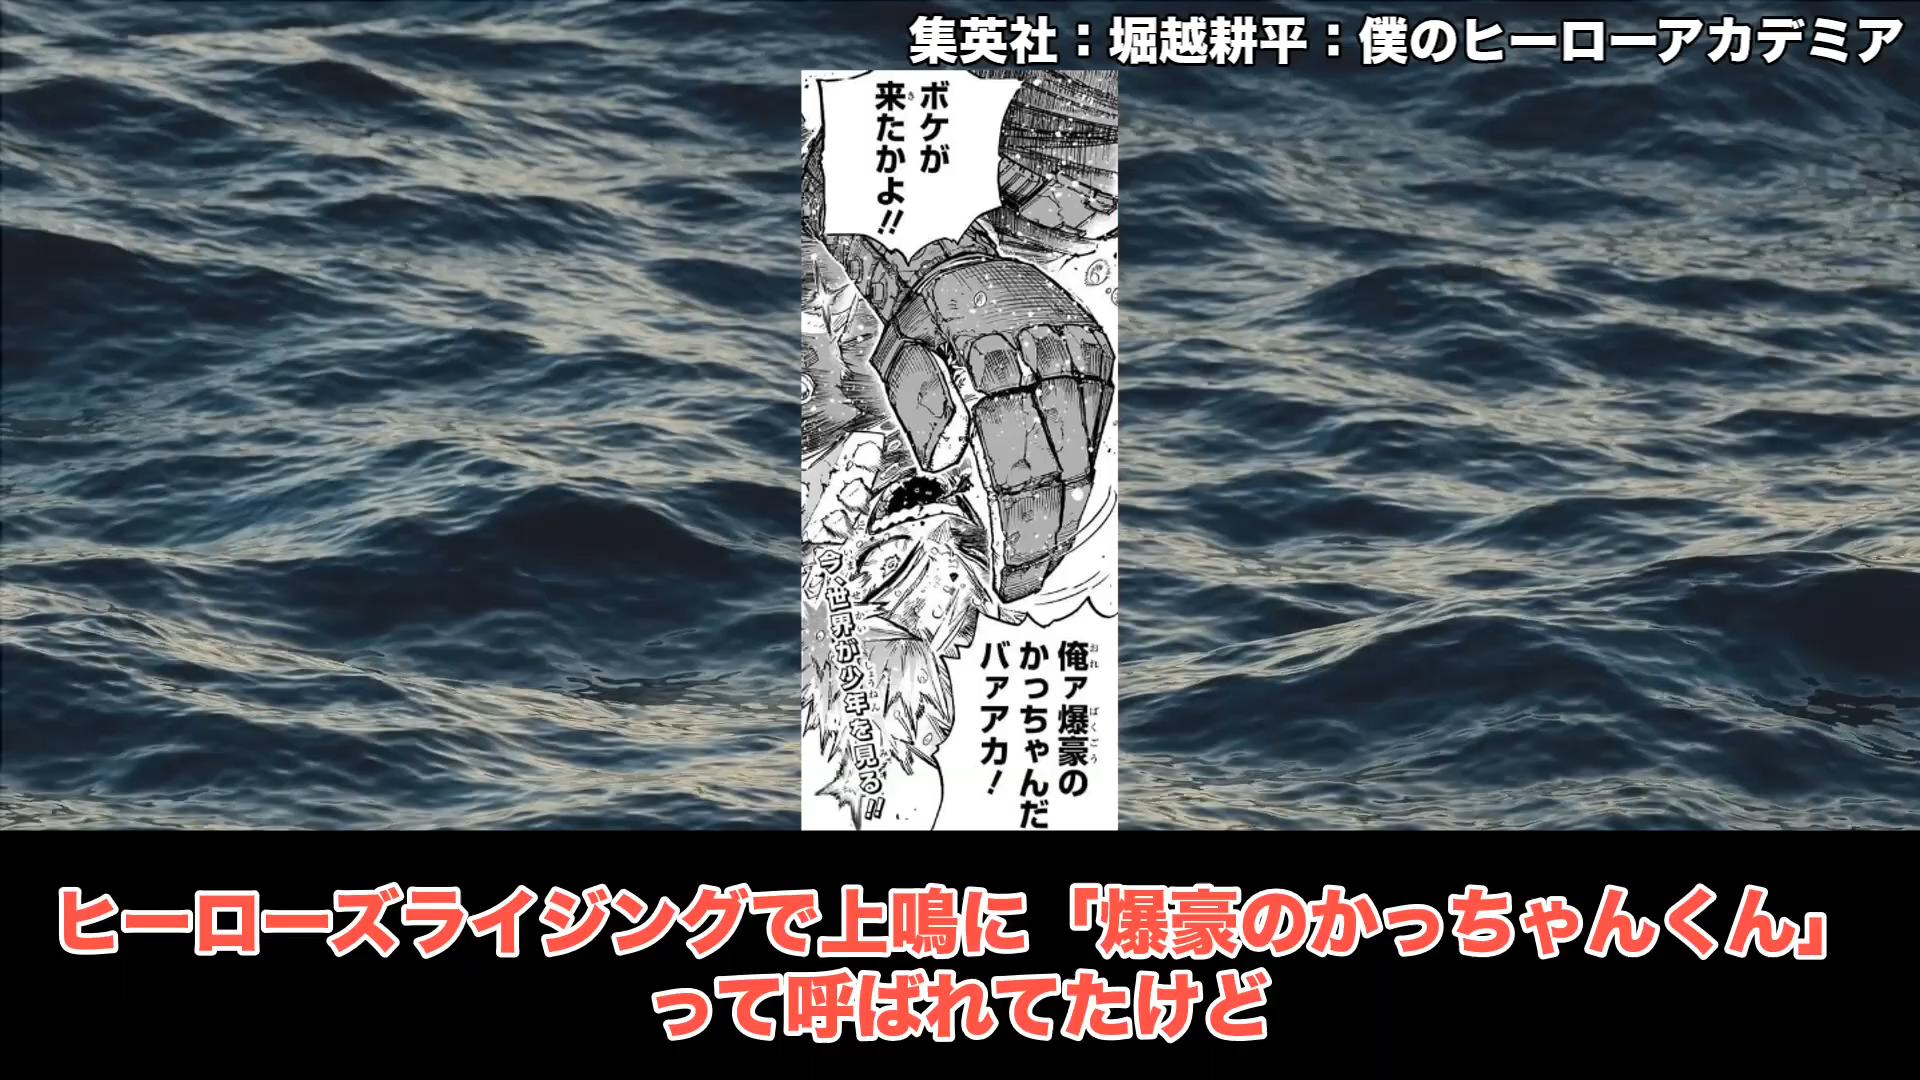 集英社：堀越耕平：僕のヒーローアカデミア
ボケが
来たかよ!!
俺ァ爆豪の
かっちゃんだ
バァアカ！
今、世界が少年を見る!!
ヒーローズライジングで上鳴に「爆豪のかっちゃんくん」
って呼ばれてたけど